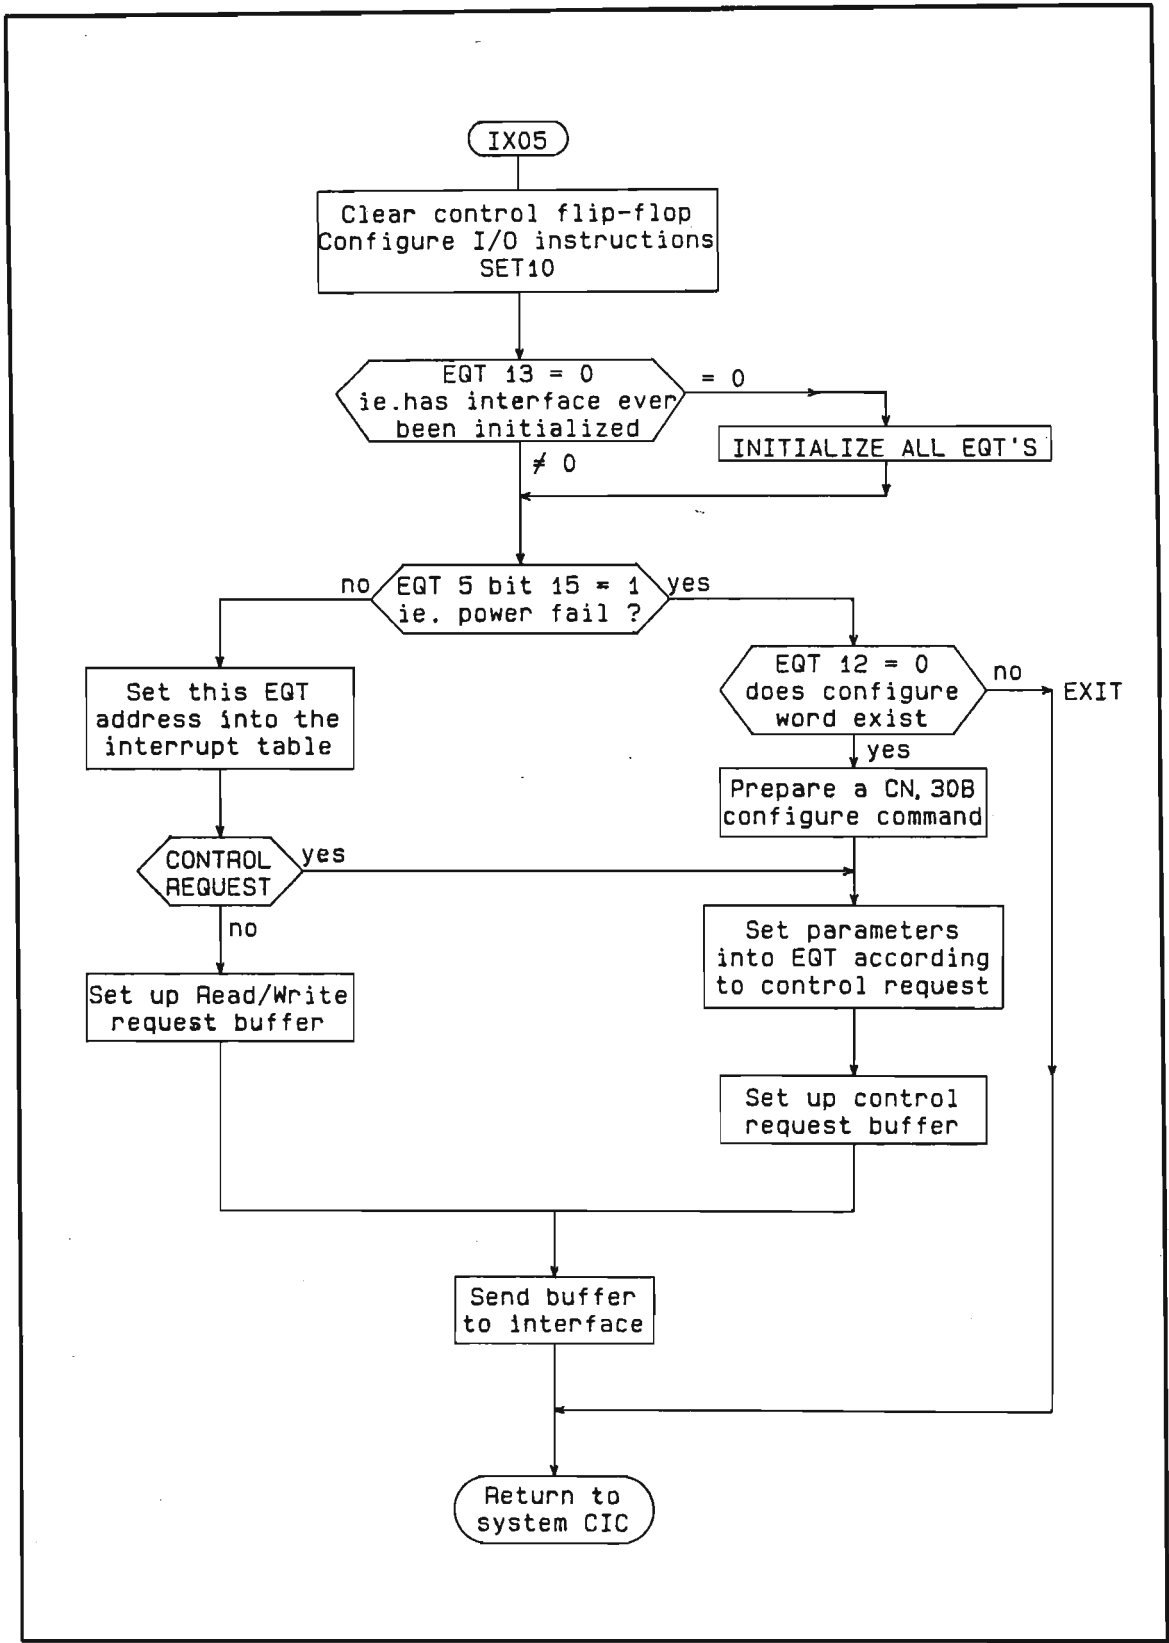 IX05
Clear control flip-flop
Configure I/O instructions
SET10
EQT 13 = 0
ie.has interface ever
been initialized
= 0
INITIALIZE ALL EQT'S
≠ 0
no
EQT 5 bit 15 = 1
ie. power fail ?
yes
EQT 12 = 0
does configure
word exist
no
EXIT
yes
Set this EQT
address into the
interrupt table
Prepare a CN, 30B
configure command
CONTROL
REQUEST
yes
no
Set parameters
into EQT according
to control request
Set up Read/Write
request buffer
Set up control
request buffer
Send buffer
to interface
Return to
system CIC